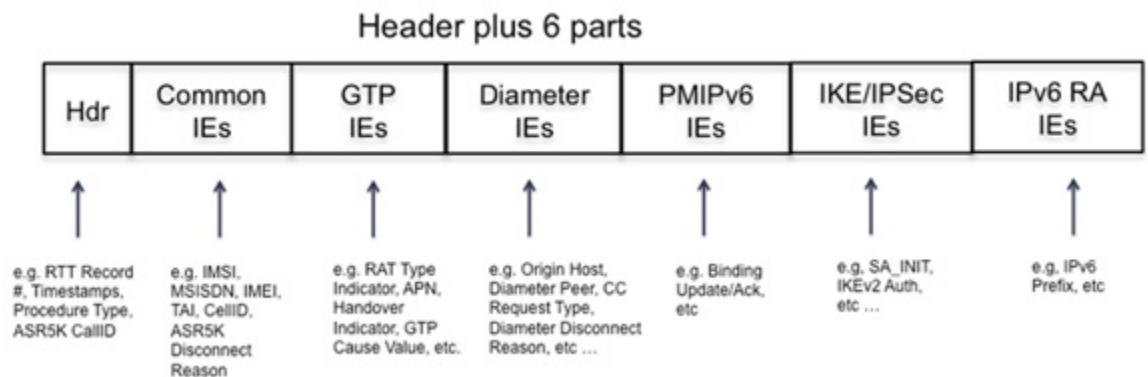 Header plus 6 parts
Hdr
Common
IEs
GTP
IEs
Diameter
IEs
PMIPv6
IEs
IKE/IPSec
IEs
IPv6 RA
IEs
e.g. RTT Record
#, Timestamps,
Procedure Type,
ASR5K CallID
e.g. IMSI,
MSISDN, IMEI,
TAI, CellID,
ASR5K
Disconnect
Reason
e.g. RAT Type
Indicator, APN,
Handover
Indicator, GTP
Cause Value, etc.
e.g. Origin Host,
Diameter Peer, CC
Request Type,
Diameter Disconnect
Reason, etc ...
e.g. Binding
Update/Ack,
etc
e.g. SA_INIT,
IKEv2 Auth,
etc ...
e.g. IPv6
Prefix, etc